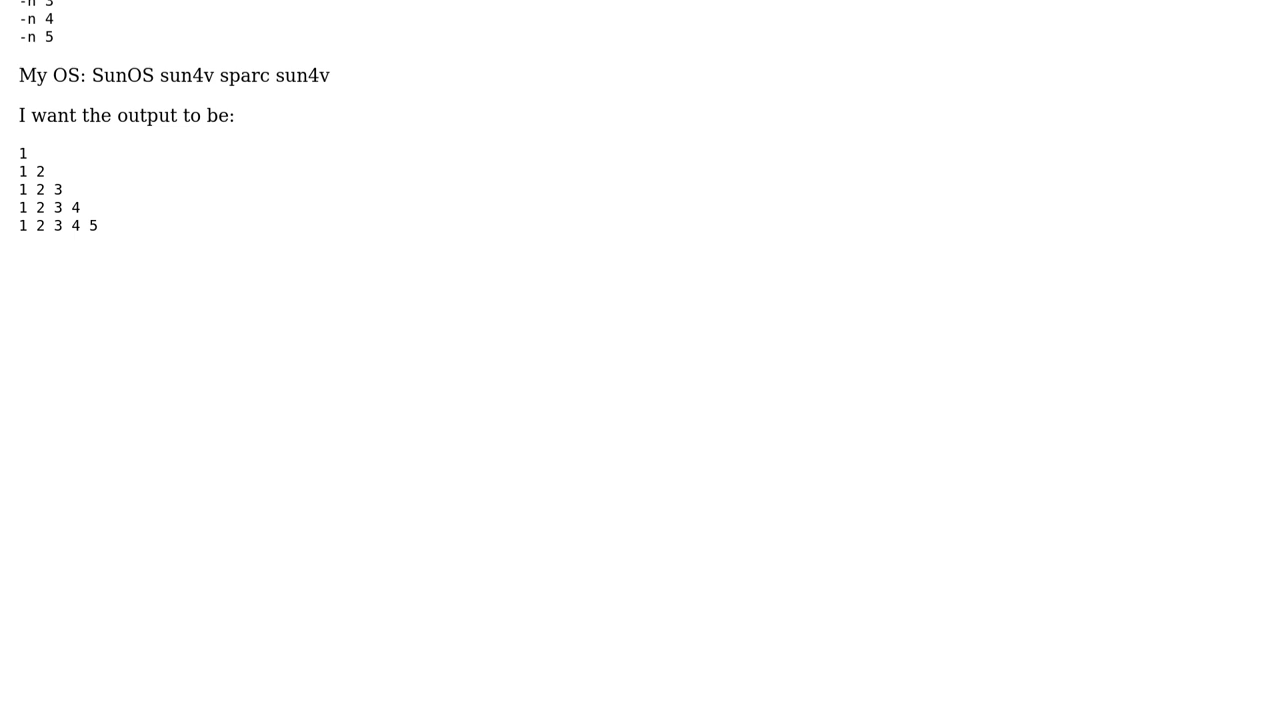 -n 3
-n 4
-n 5
My OS: SunOS sun4v sparc sun4v
I want the output to be:
1
1 2
1 2 3
1 2 3 4
1 2 3 4 5